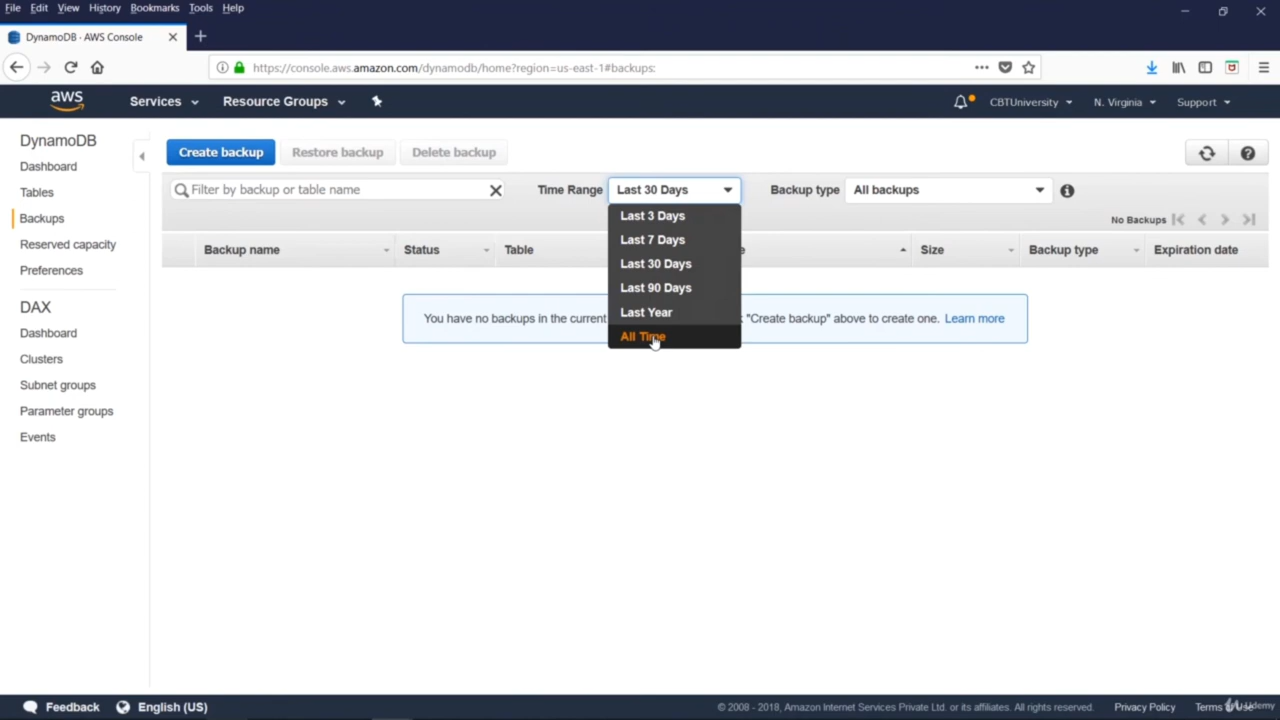 File Edit View History Bookmarks Tools Help
DynamoDB - AWS Console
https://console.aws.amazon.com/dynamodb/home?region=us-east-1#backups:
aws Services Resource Groups CBTUniversity N. Virginia Support
DynamoDB
Dashboard
Tables
Backups
Reserved capacity
Preferences
DAX
Dashboard
Clusters
Subnet groups
Parameter groups
Events
Create backup Restore backup Delete backup
Filter by backup or table name Time Range Last 30 Days Backup type All backups
No Backups
Backup name Status Table Size Backup type Expiration date
Last 3 Days
Last 7 Days
Last 30 Days
Last 90 Days
Last Year
All Time
You have no backups in the current "Create backup" above to create one. Learn more
Feedback English (US) © 2008 - 2018, Amazon Internet Services Private Ltd. or its affiliates. All rights reserved. Privacy Policy Terms
Udemy